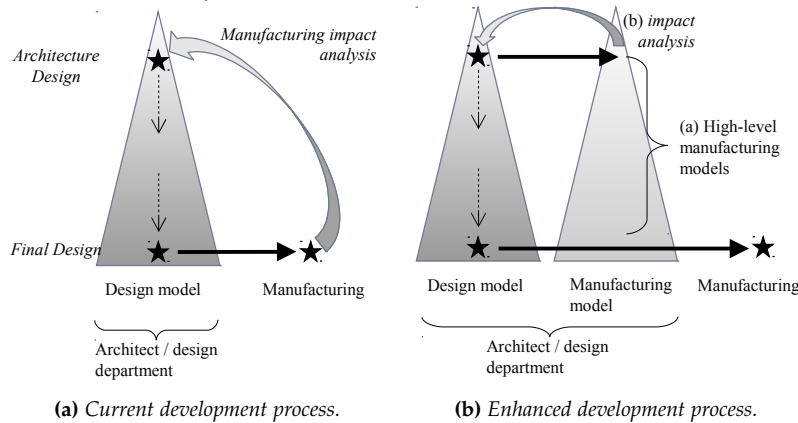 Manufacturing impact
analysis
Architecture
Design
Final Design
Design model
Manufacturing
Architect / design
department
(a) Current development process.
(b) impact
analysis
(a) High-level
manufacturing
models
Design model
Manufacturing
model
Manufacturing
Architect / design
department
(b) Enhanced development process.